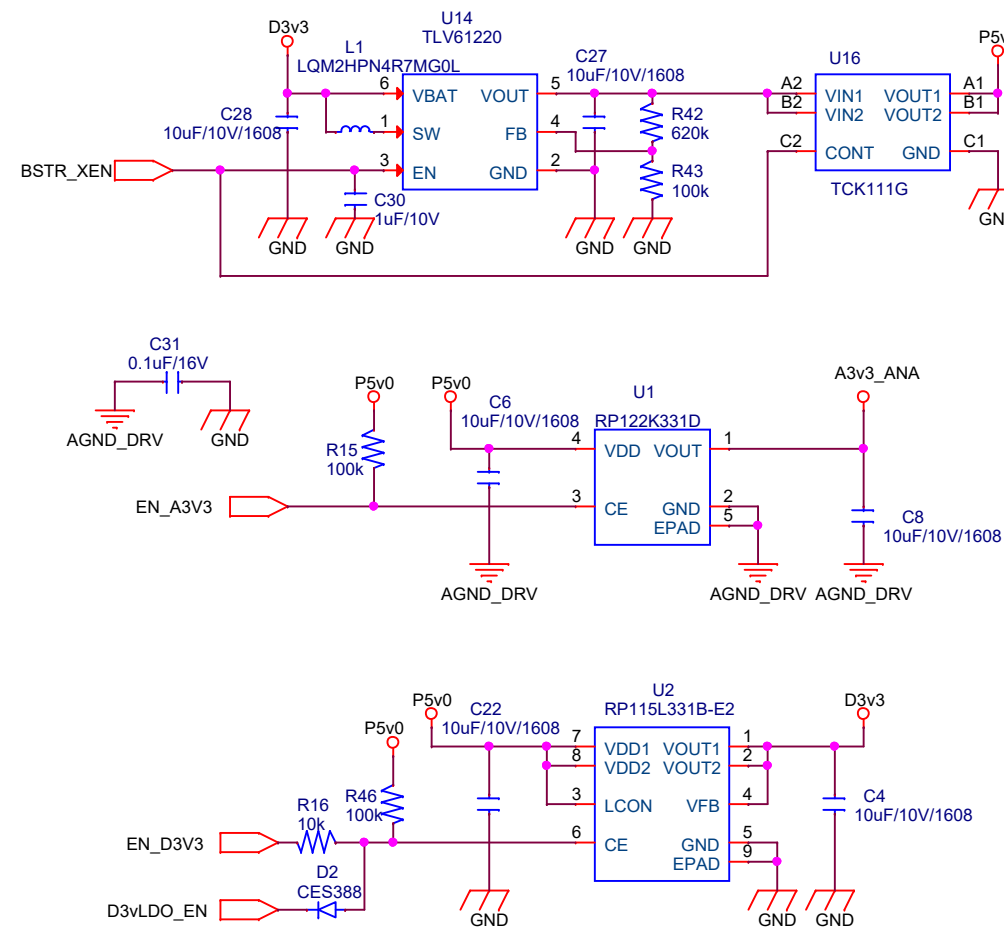 D3v3
U14
TLV61220
L1
LQM2HPN4R7MG0L
C27
10uF/10V/1608
U16
6
VBAT
VOUT
5
A2
VIN1
VOUT1
A1
C28
10uF/10V/1608
1
SW
FB
4
R42
620k
B2
VIN2
VOUT2
B1
BSTR_XEN
3
EN
GND
2
R43
100k
C2
CONT
GND
C1
TCK111G
C30
1uF/10V
GND
GND
GND
GND
C31
0.1uF/16V
AGND_DRV
GND
P5v0
P5v0
C6
10uF/10V/1608
U1
RP122K331D
A3v3_ANA
R15
100k
4
VDD
VOUT
1
EN_A3V3
3
CE
GND
2
EPAD
5
C8
10uF/10V/1608
AGND_DRV
AGND_DRV
AGND_DRV
P5v0
P5v0
C22
10uF/10V/1608
U2
RP115L331B-E2
D3v3
7
VDD1
VOUT1
1
8
VDD2
VOUT2
2
R16
10k
R46
100k
3
LCON
VFB
4
C4
10uF/10V/1608
EN_D3V3
6
CE
GND
5
EPAD
9
D2
CES388
D3vLDO_EN
GND
GND
GND